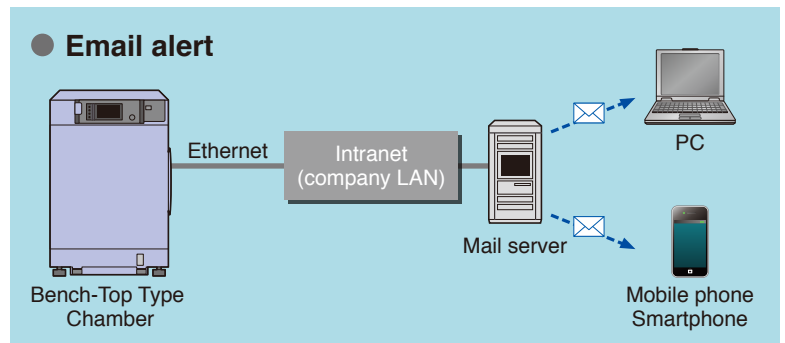 Email alert
Ethernet
Intranet
(company LAN)
PC
Mail server
Bench-Top Type
Chamber
Mobile phone
Smartphone